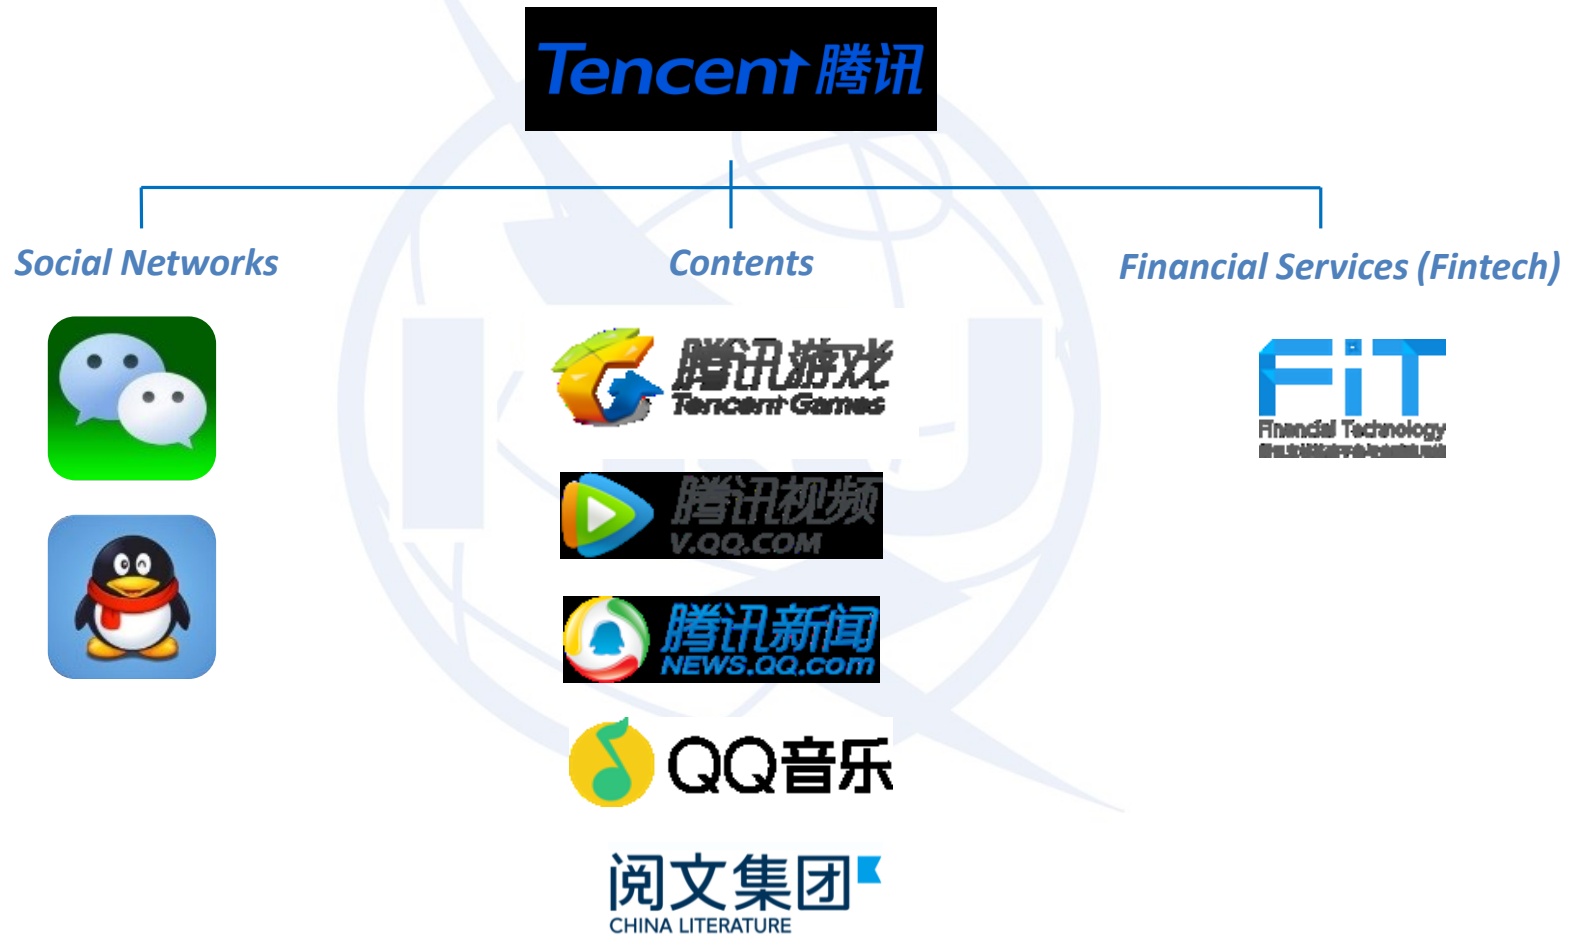 Tencent 腾讯
Social Networks
Contents
Financial Services (Fintech)
腾讯游戏
Tencent Games
FiT
Financial Technology
腾讯视频
V.QQ.COM
腾讯新闻
NEWS.QQ.com
QQ音乐
阅文集团
CHINA LITERATURE